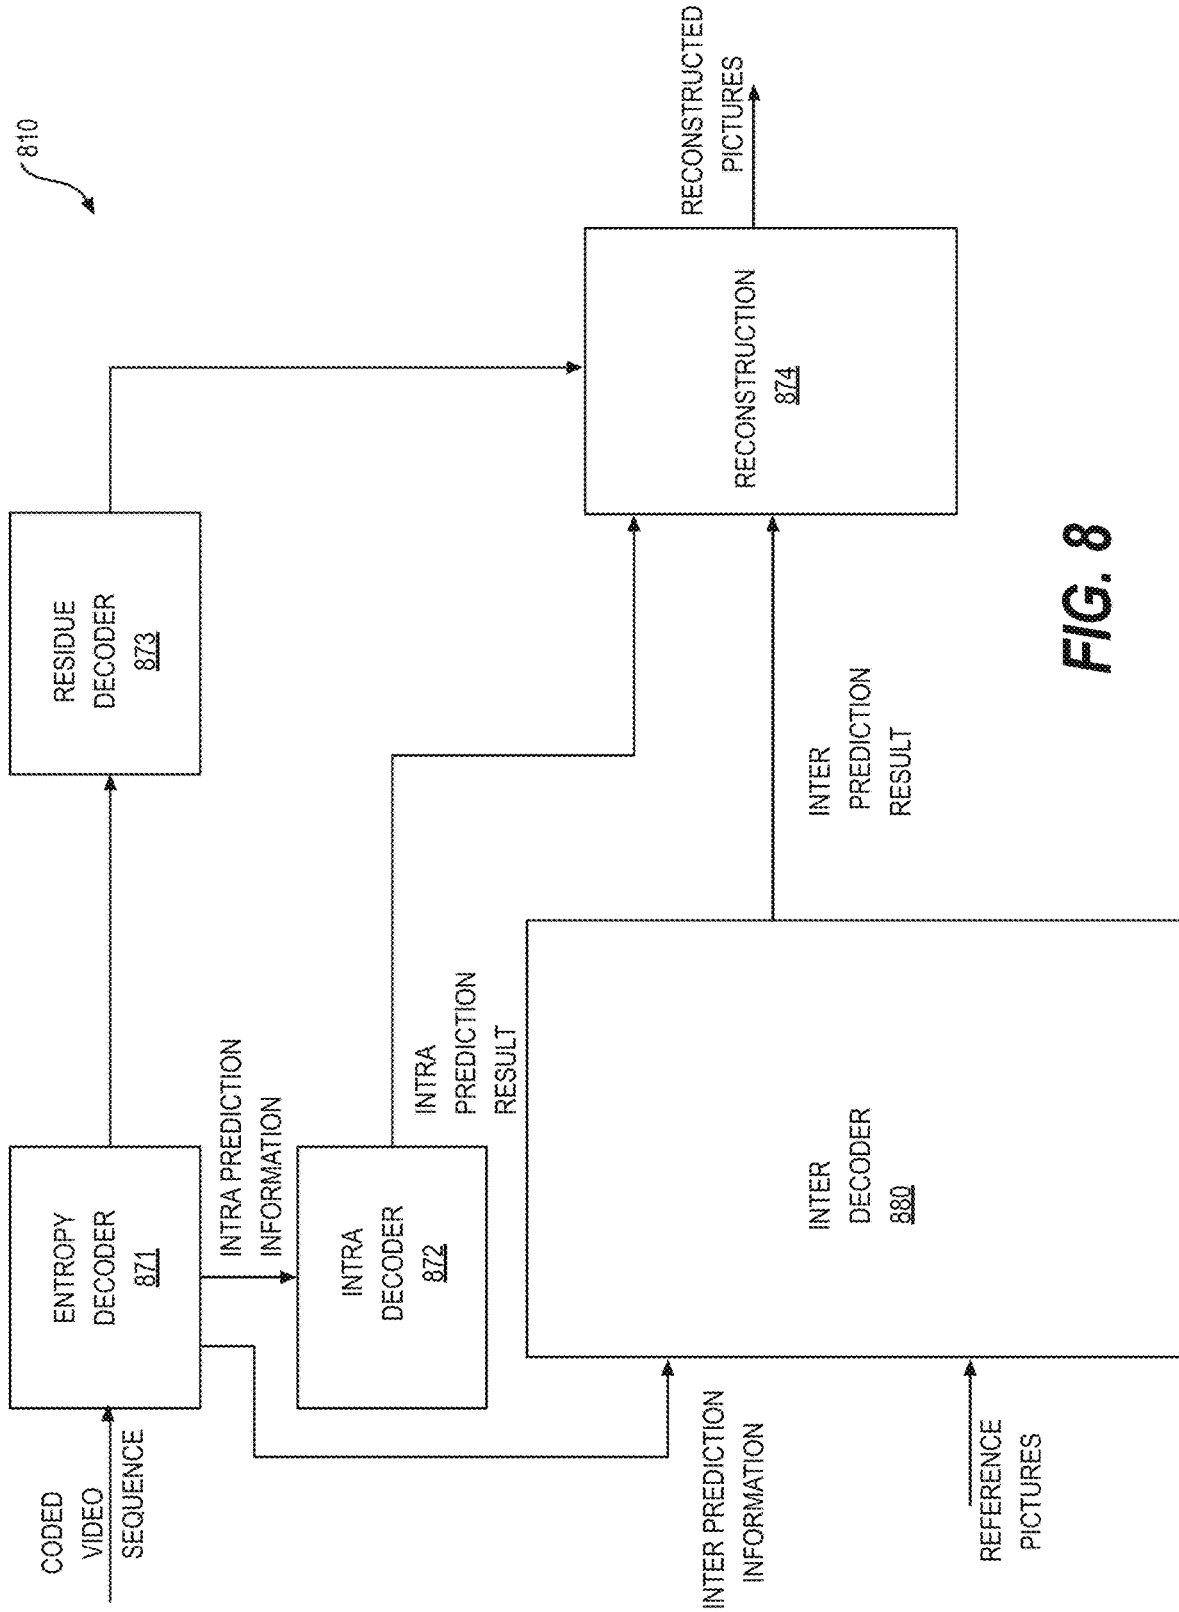 810
CODED
VIDEO
SEQUENCE
ENTROPY
DECODER
871
RESIDUE
DECODER
873
INTRA PREDICTION
INFORMATION
INTRA
DECODER
872
INTRA
PREDICTION
RESULT
RECONSTRUCTED
PICTURES
RECONSTRUCTION
874
INTER PREDICTION
INFORMATION
REFERENCE
PICTURES
INTER
DECODER
880
INTER
PREDICTION
RESULT
FIG. 8